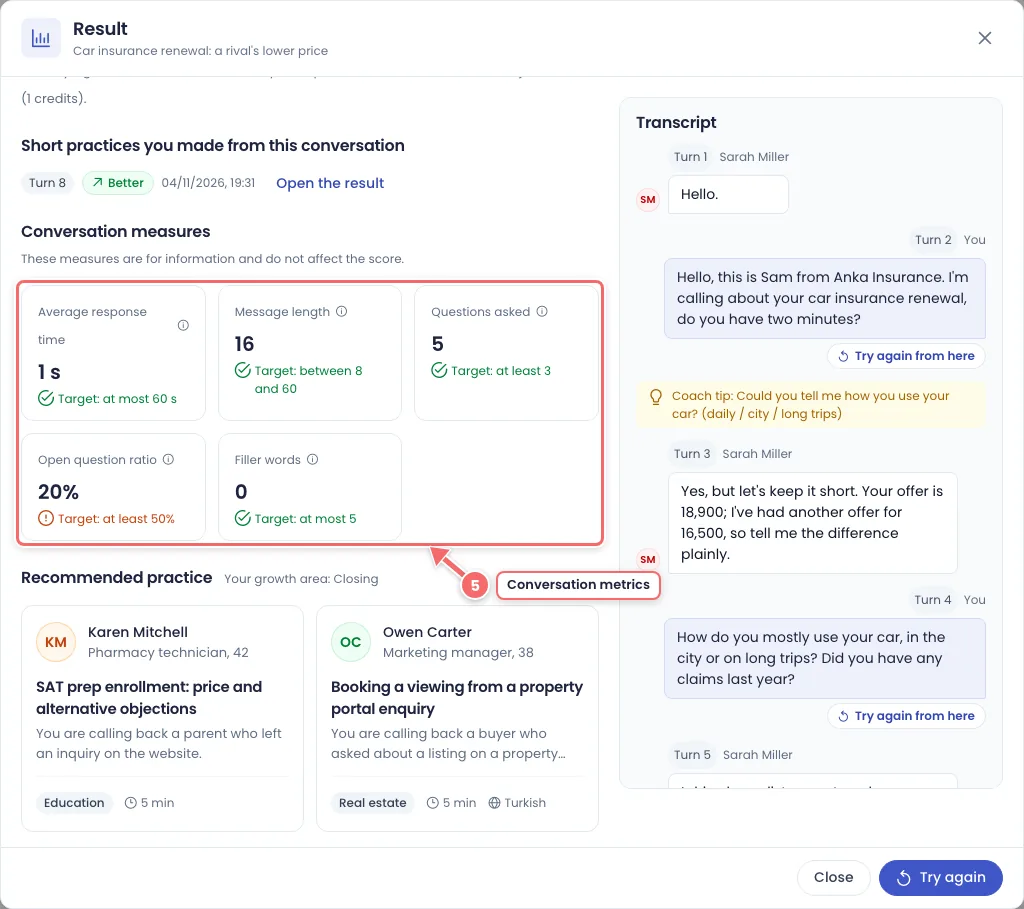 Result
Car insurance renewal: a rival's lower price
(1 credits).
Short practices you made from this conversation
Turn 8 Better 04/11/2026, 19:31 Open the result
Conversation measures
These measures are for information and do not affect the score.
Average response
time
1 s
Target: at most 60 s
Message length
16
Target: between 8
and 60
Questions asked
5
Target: at least 3
Open question ratio
20%
Target: at least 50%
Filler words
0
Target: at most 5
5 Conversation metrics
Recommended practice Your growth area: Closing
KM
Karen Mitchell
Pharmacy technician, 42
SAT prep enrollment: price and
alternative objections
You are calling back a parent who left
an inquiry on the website.
Education 5 min
OC
Owen Carter
Marketing manager, 38
Booking a viewing from a property
portal enquiry
You are calling back a buyer who
asked about a listing on a property…
Real estate 5 min Turkish
Transcript
Turn 1 Sarah Miller
SM
Hello.
Turn 2 You
Hello, this is Sam from Anka Insurance. I'm
calling about your car insurance renewal,
do you have two minutes?
Try again from here
Coach tip: Could you tell me how you use your
car? (daily / city / long trips)
Turn 3 Sarah Miller
Yes, but let's keep it short. Your offer is
18,900; I've had another offer for
16,500, so tell me the difference
plainly.
SM
Turn 4 You
How do you mostly use your car, in the
city or on long trips? Did you have any
claims last year?
Try again from here
Turn 5 Sarah Miller
Close
Try again